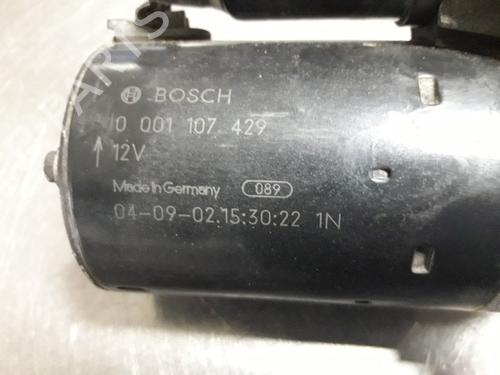 BOSCH
0 001 107 429
↑ 12V
Made in Germany 089
04-09-02.15:30:22 1N